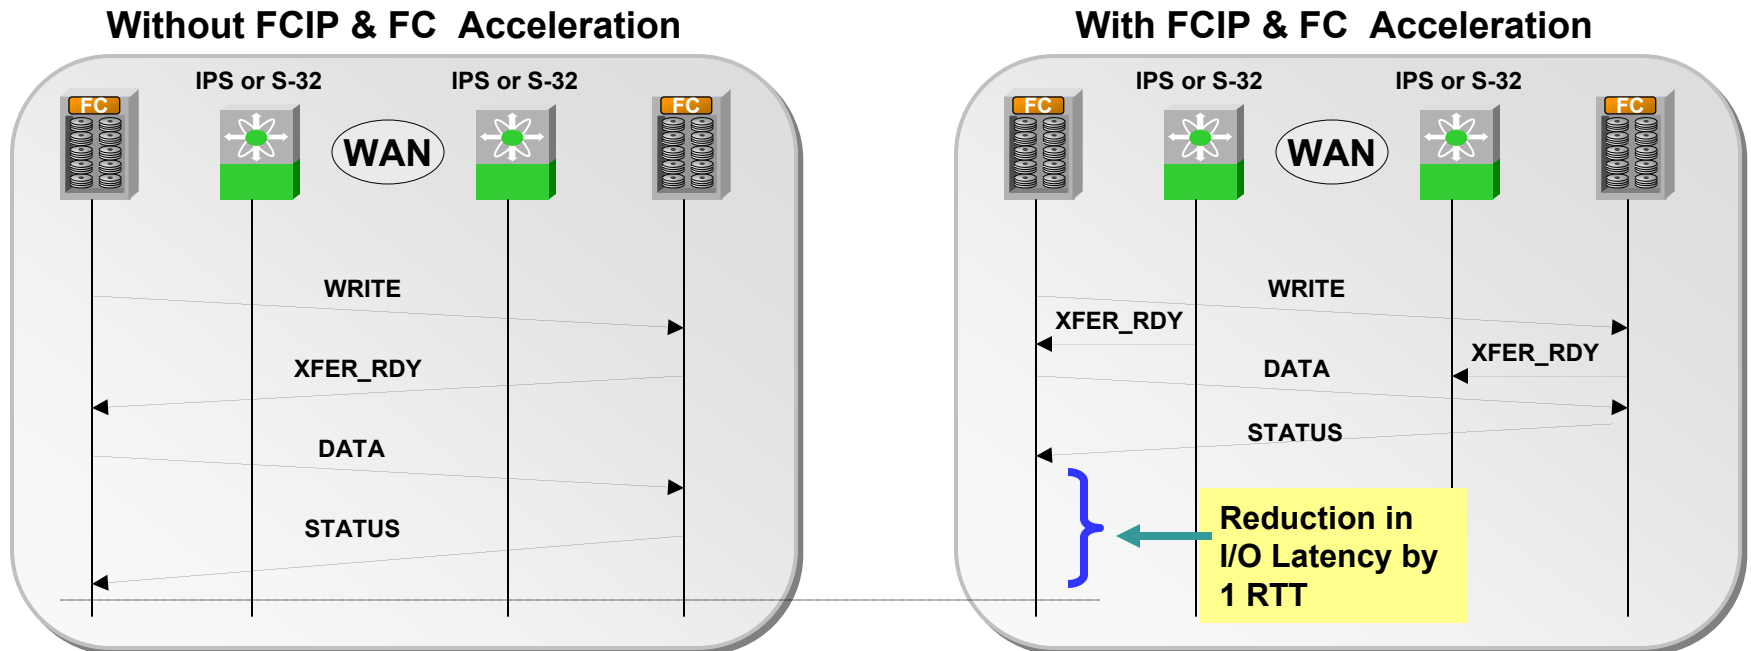 Without FCIP & FC Acceleration
IPS or S-32
IPS or S-32
FC
WAN
FC
WRITE
XFER_RDY
DATA
STATUS
With FCIP & FC Acceleration
IPS or S-32
IPS or S-32
FC
WAN
FC
WRITE
XFER_RDY
XFER_RDY
DATA
STATUS
Reduction in
I/O Latency by
1 RTT